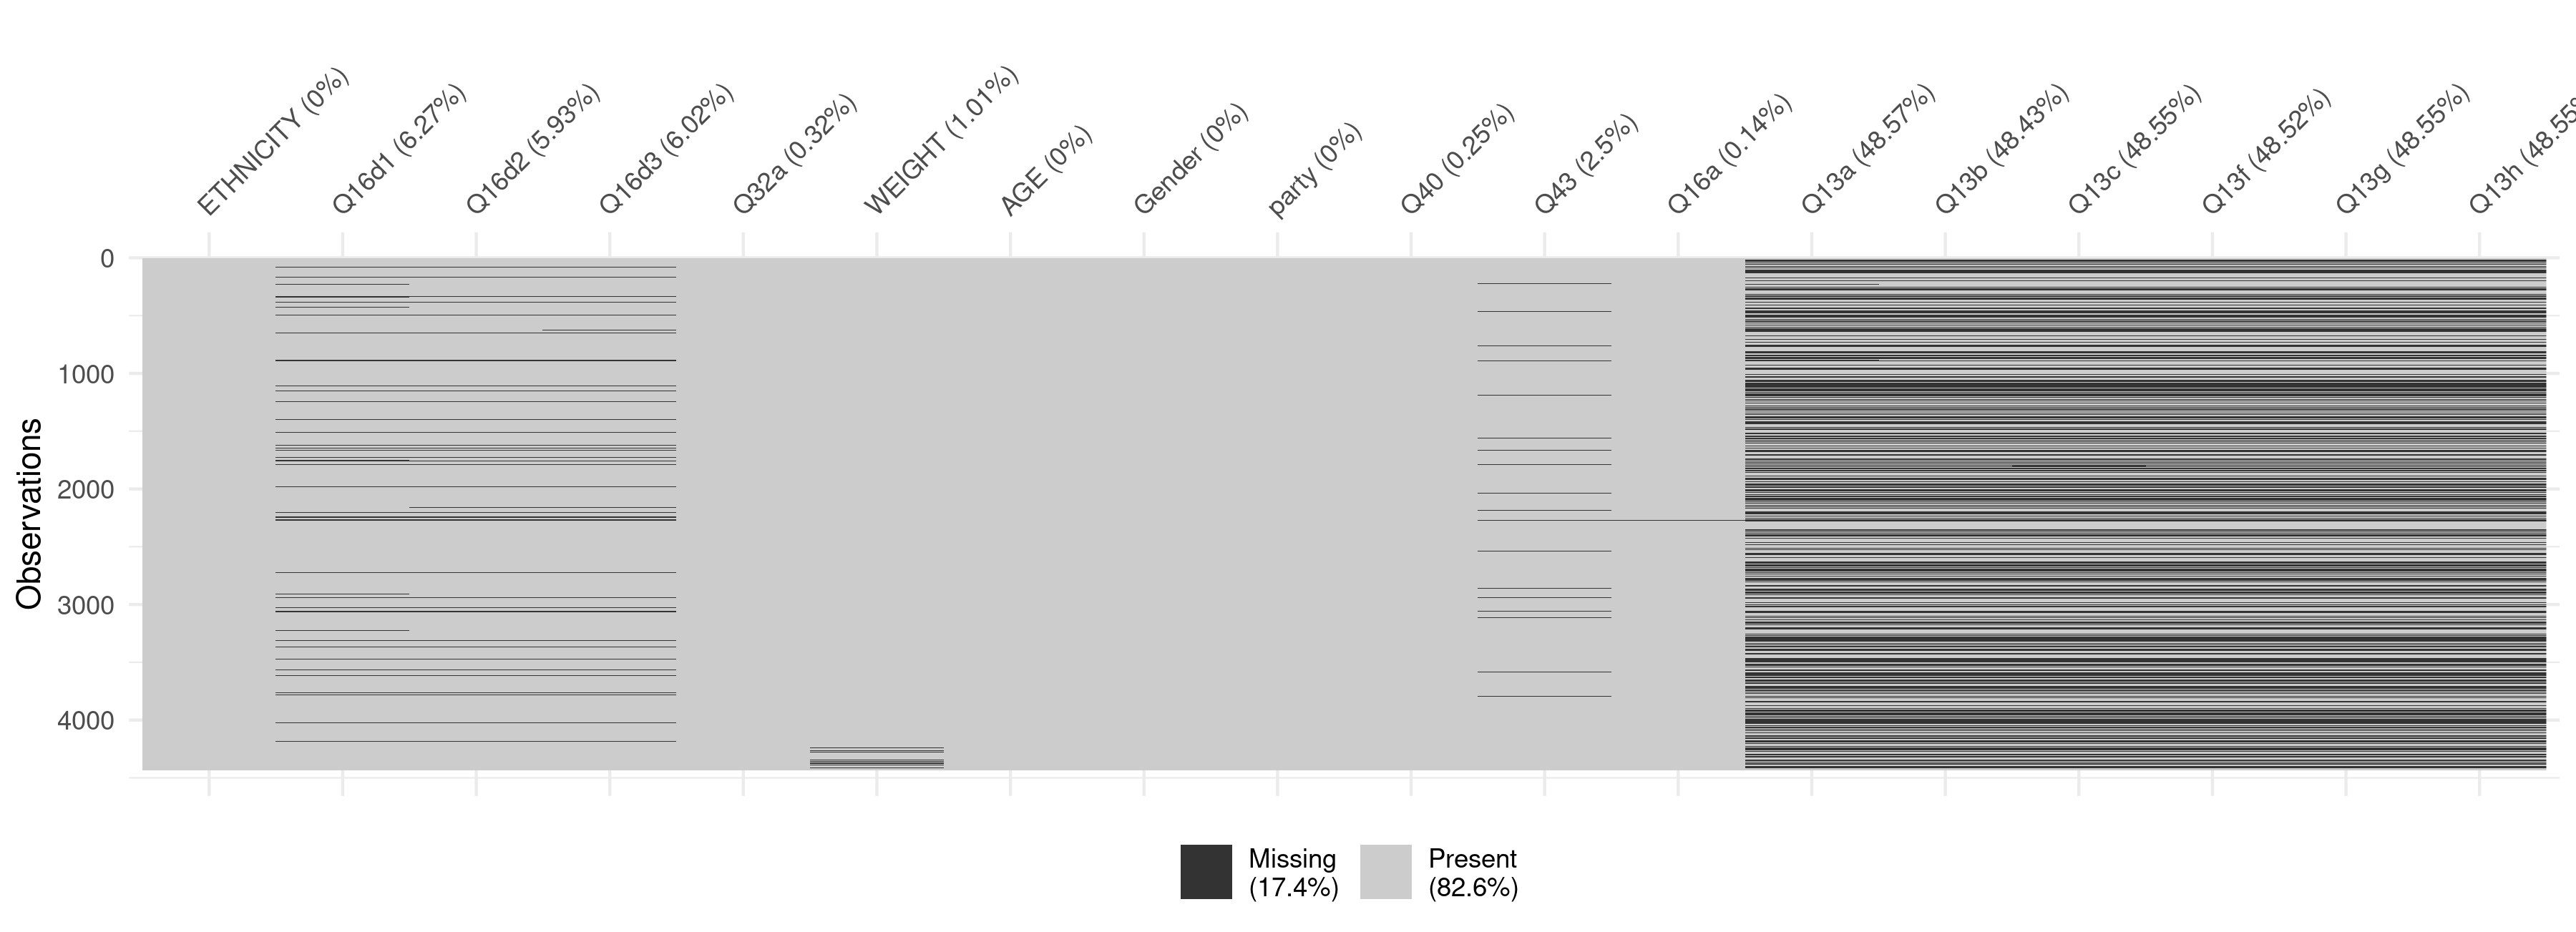 ETHNICITY (0%)
Q16d1 (6.27%)
Q16d2 (5.93%)
Q16d3 (6.02%)
Q32a (0.32%)
WEIGHT (1.01%)
AGE (0%)
Gender (0%)
party (0%)
Q40 (0.25%)
Q43 (2.5%)
Q16a (0.14%)
Q13a (48.57%)
Q13b (48.43%)
Q13c (48.55%)
Q13f (48.52%)
Q13g (48.55%)
Q13h (48.55%
0
1000
2000
3000
4000
Observations
Missing
(17.4%)
Present
(82.6%)